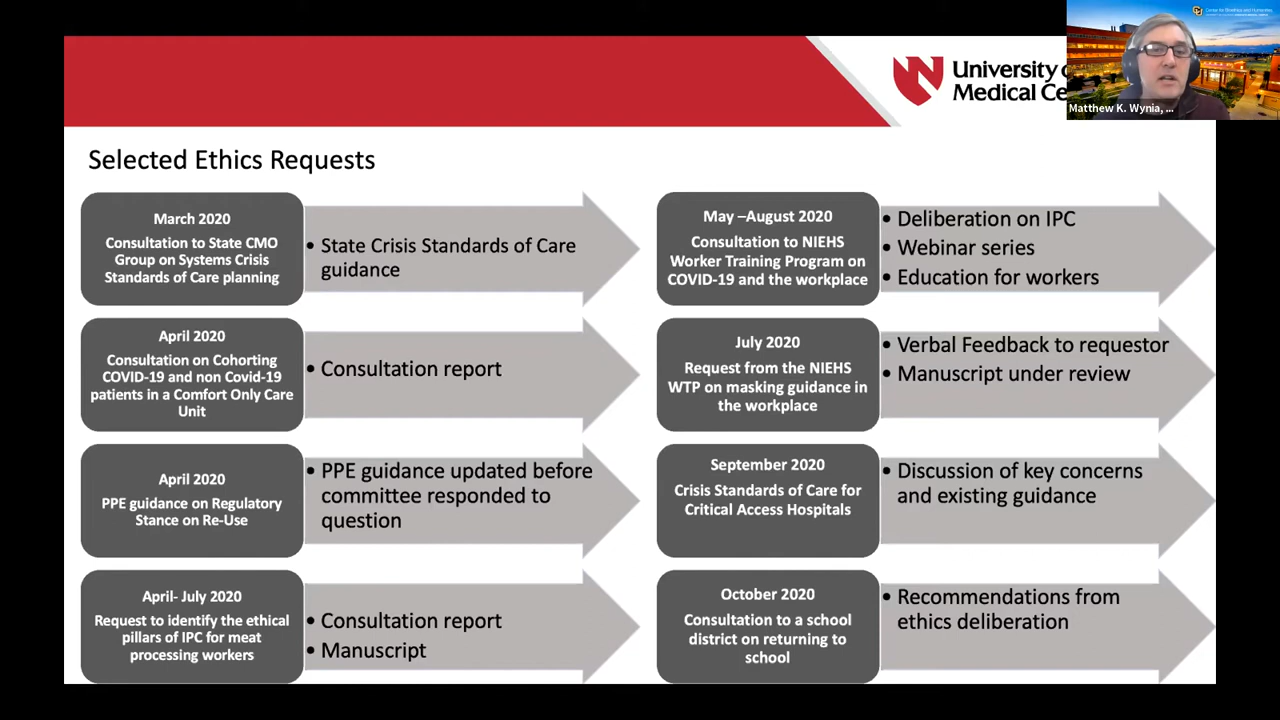 Center for Bioethics and Humanities
University of
Medical Ce
Matthew K. Wynia, ...
Selected Ethics Requests
March 2020
Consultation to State CMO
Group on Systems Crisis
Standards of Care planning
• State Crisis Standards of Care
guidance
April 2020
Consultation on Cohorting
COVID-19 and non Covid-19
patients in a Comfort Only Care
Unit
• Consultation report
April 2020
PPE guidance on Regulatory
Stance on Re-Use
• PPE guidance updated before
committee responded to
question
April- July 2020
Request to identify the ethical
pillars of IPC for meat
processing workers
• Consultation report
• Manuscript
May –August 2020
Consultation to NIEHS
Worker Training Program on
COVID-19 and the workplace
• Deliberation on IPC
• Webinar series
• Education for workers
July 2020
Request from the NIEHS
WTP on masking guidance in
the workplace
• Verbal Feedback to requestor
• Manuscript under review
September 2020
Crisis Standards of Care for
Critical Access Hospitals
• Discussion of key concerns
and existing guidance
October 2020
Consultation to a school
district on returning to
school
• Recommendations from
ethics deliberation